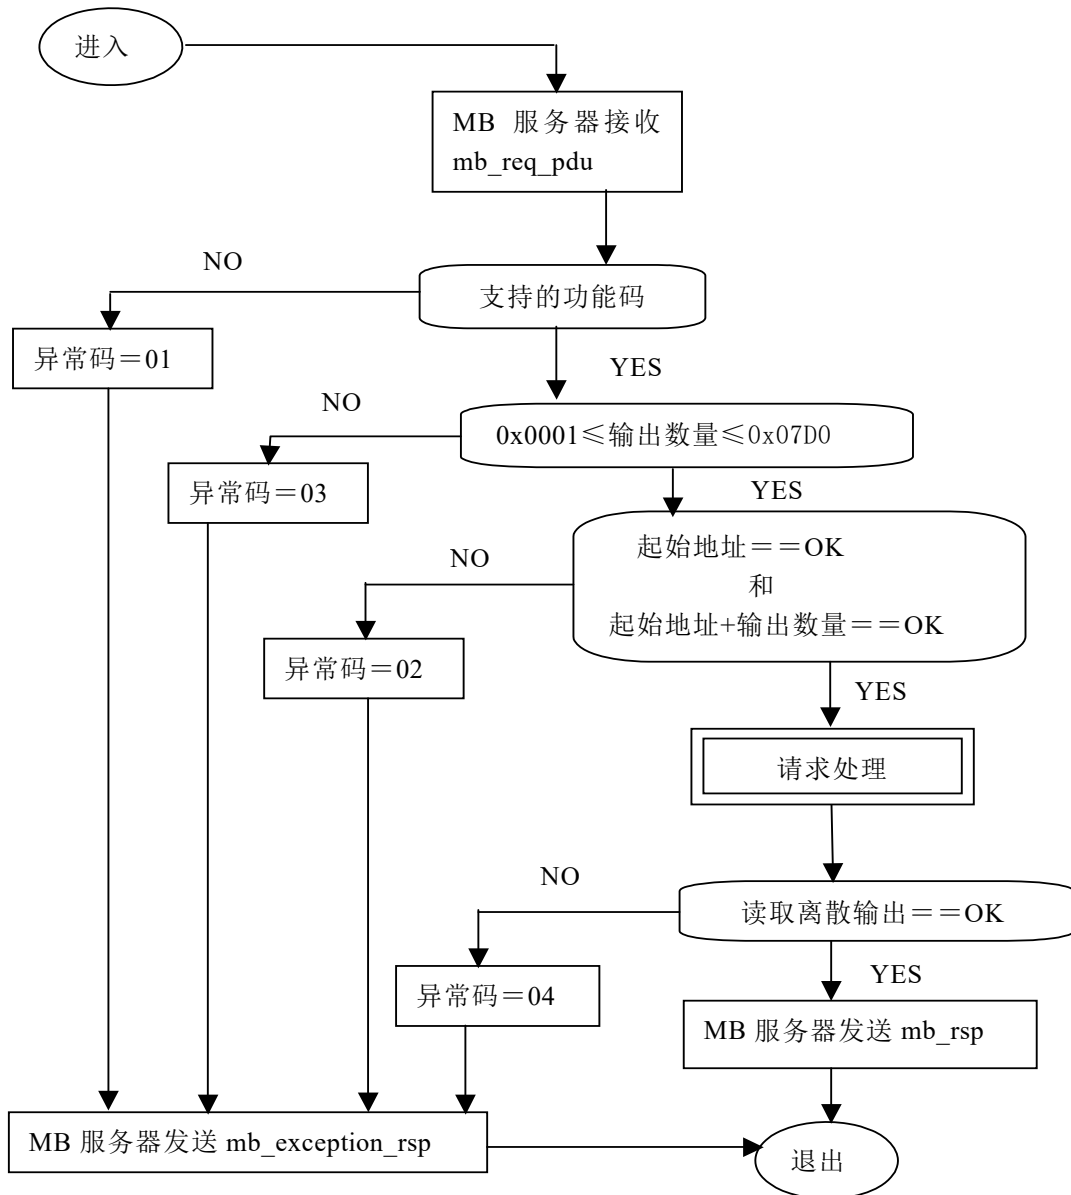 进入
MB 服务器接收
mb_req_pdu
NO
支持的功能码
异常码＝01
YES
NO
0x0001≤输出数量≤0x07D0
异常码＝03
YES
起始地址＝＝OK
NO
和
起始地址+输出数量＝＝OK
异常码＝02
YES
请求处理
NO
读取离散输出＝＝OK
YES
异常码＝04
MB 服务器发送 mb_rsp
MB 服务器发送 mb_exception_rsp
退出